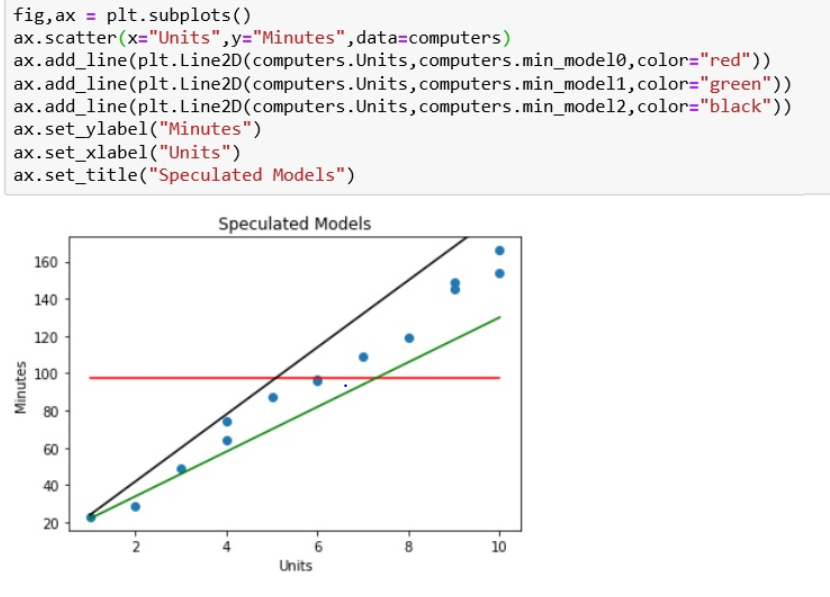 fig,ax = plt.subplots()
ax.scatter(x="Units",y="Minutes",data=computers)
ax.add_line(plt.Line2D(computers.Units,computers.min_model0,color="red"))
ax.add_line(plt.Line2D(computers.Units,computers.min_model1,color="green"))
ax.add_line(plt.Line2D(computers.Units,computers.min_model2,color="black"))
ax.set_ylabel("Minutes")
ax.set_xlabel("Units")
ax.set_title("Speculated Models")
Speculated Models
160
140
120
100
80
60
40
20
Minutes
2 4 6 8 10
Units